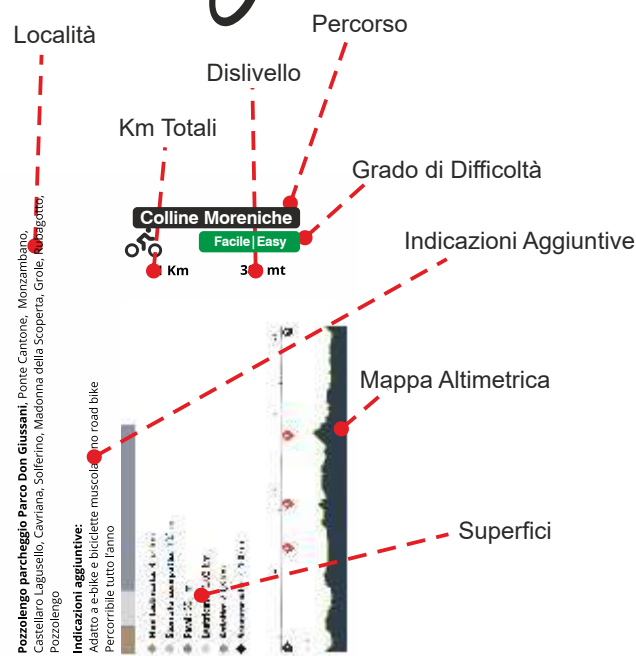 Località
Percorso
Dislivello
Km Totali
Grado di Difficoltà
Colline Moreniche
Facile|Easy
Km
mt
Indicazioni Aggiuntive
Mappa Altimetrica
Superfici
Pozzolengo parcheggio Parco Don Giussani, Ponte Cantone, Monzambano,
Castellaro Lagusello, Cavriana, Solferino, Madonna della Scoperta, Grole, Rubagotto,
Pozzolengo
Indicazioni aggiuntive:
Adatto a e-bike e biciclette muscolari no road bike
Percorribile tutto l'anno